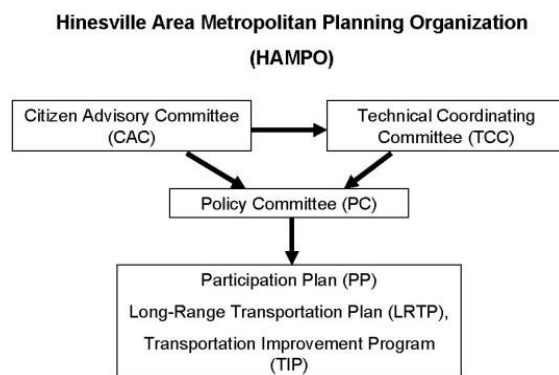 Hinesville Area Metropolitan Planning Organization
(HAMPO)
Citizen Advisory Committee
(CAC)
Technical Coordinating
Committee (TCC)
Policy Committee (PC)
Participation Plan (PP)
Long-Range Transportation Plan (LRTP),
Transportation Improvement Program
(TIP)